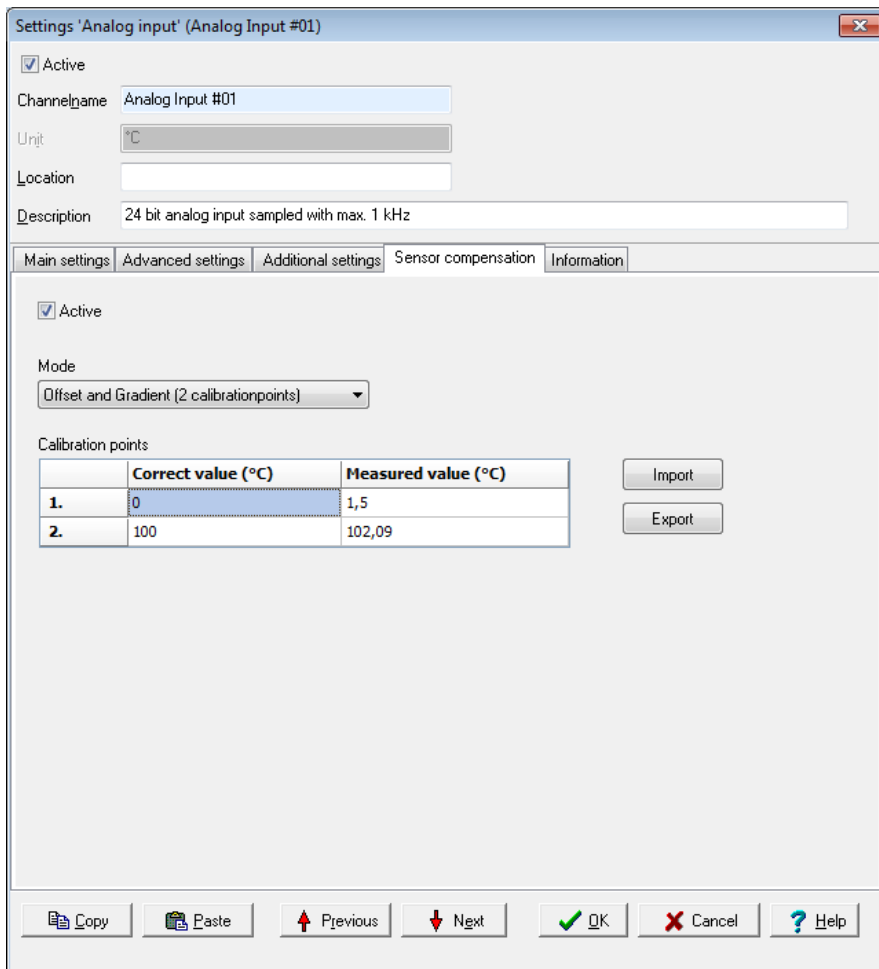 Settings 'Analog input' (Analog Input #01)
Active
Channelname Analog Input #01
Unit °C
Location
Description 24 bit analog input sampled with max. 1 kHz
Main settings Advanced settings Additional settings Sensor compensation Information
Active
Mode
Offset and Gradient (2 calibrationpoints)
Calibration points
Correct value (°C) Measured value (°C)
1. 0 1,5
2. 100 102,09
Import
Export
Copy Paste Previous Next OK Cancel Help